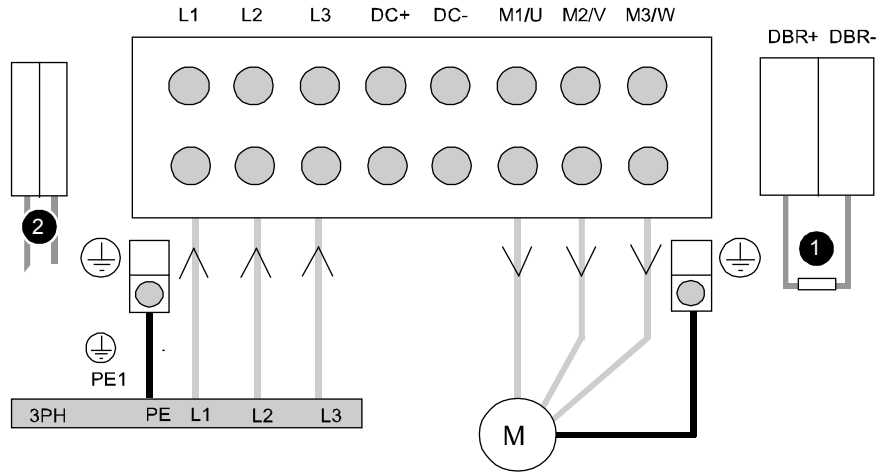 L1 L2 L3 DC+ DC- M1/U M2/V M3/W
DBR+ DBR-
2
1
PE1
3PH PE L1 L2 L3
M